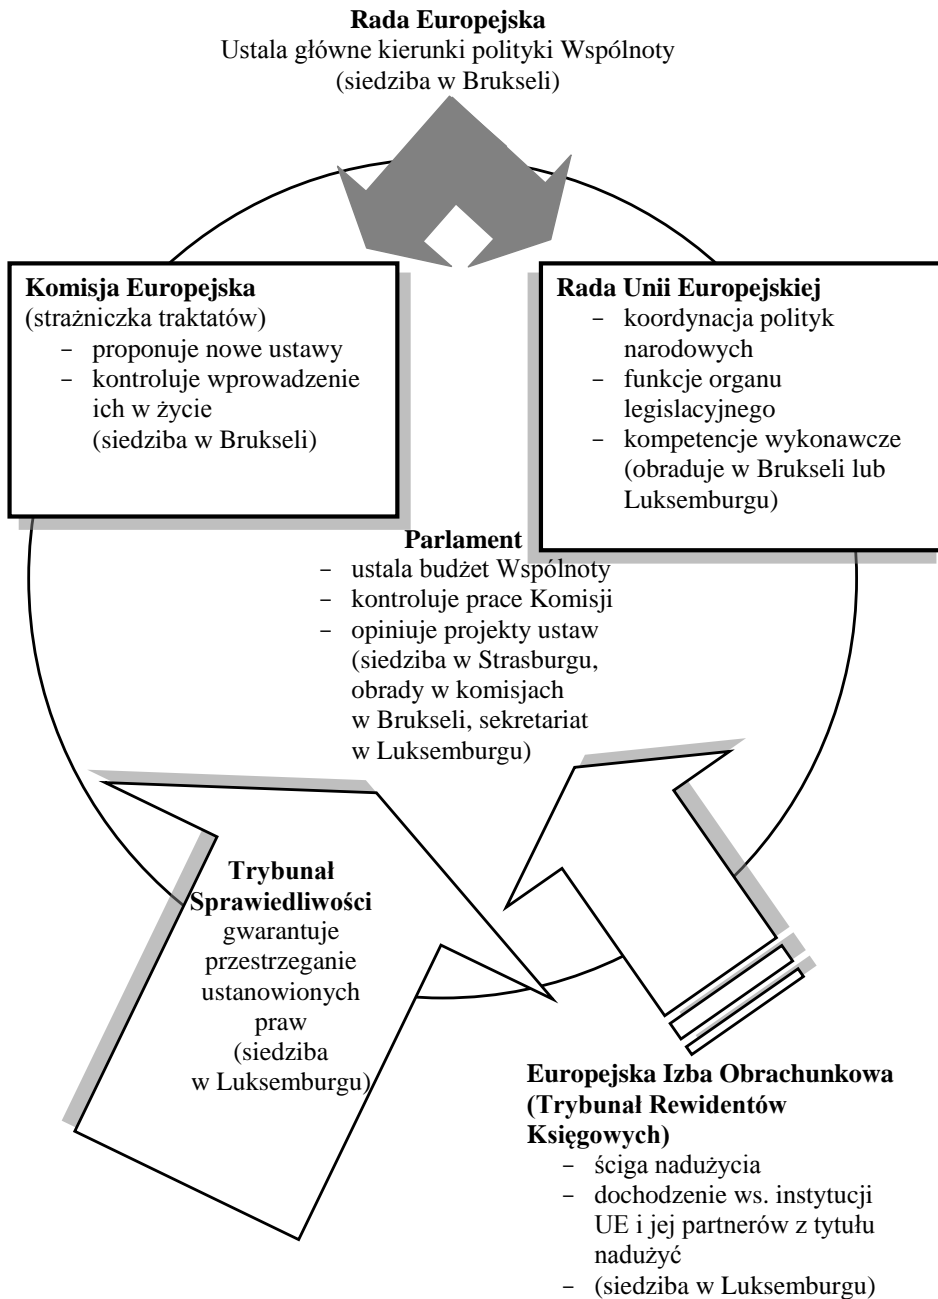 Rada Europejska
Ustala główne kierunki polityki Wspólnoty
(siedziba w Brukseli)
Komisja Europejska
(strażniczka traktatów)
– proponuje nowe ustawy
– kontroluje wprowadzenie
ich w życie
(siedziba w Brukseli)
Rada Unii Europejskiej
– koordynacja polityk
narodowych
– funkcje organu
legislacyjnego
– kompetencje wykonawcze
(obraduje w Brukseli lub
Luksemburgu)
Parlament
– ustala budżet Wspólnoty
– kontroluje prace Komisji
– opiniuje projekty ustaw
(siedziba w Strasburgu,
obrady w komisjach
w Brukseli, sekretariat
w Luksemburgu)
Trybunał
Sprawiedliwości
gwarantuje
przestrzeganie
ustanowionych
praw
(siedziba
w Luksemburgu)
Europejska Izba Obrachunkowa
(Trybunał Rewidentów
Księgowych)
– ściga nadużycia
– dochodzenie ws. instytucji
UE i jej partnerów z tytułu
nadużyć
– (siedziba w Luksemburgu)